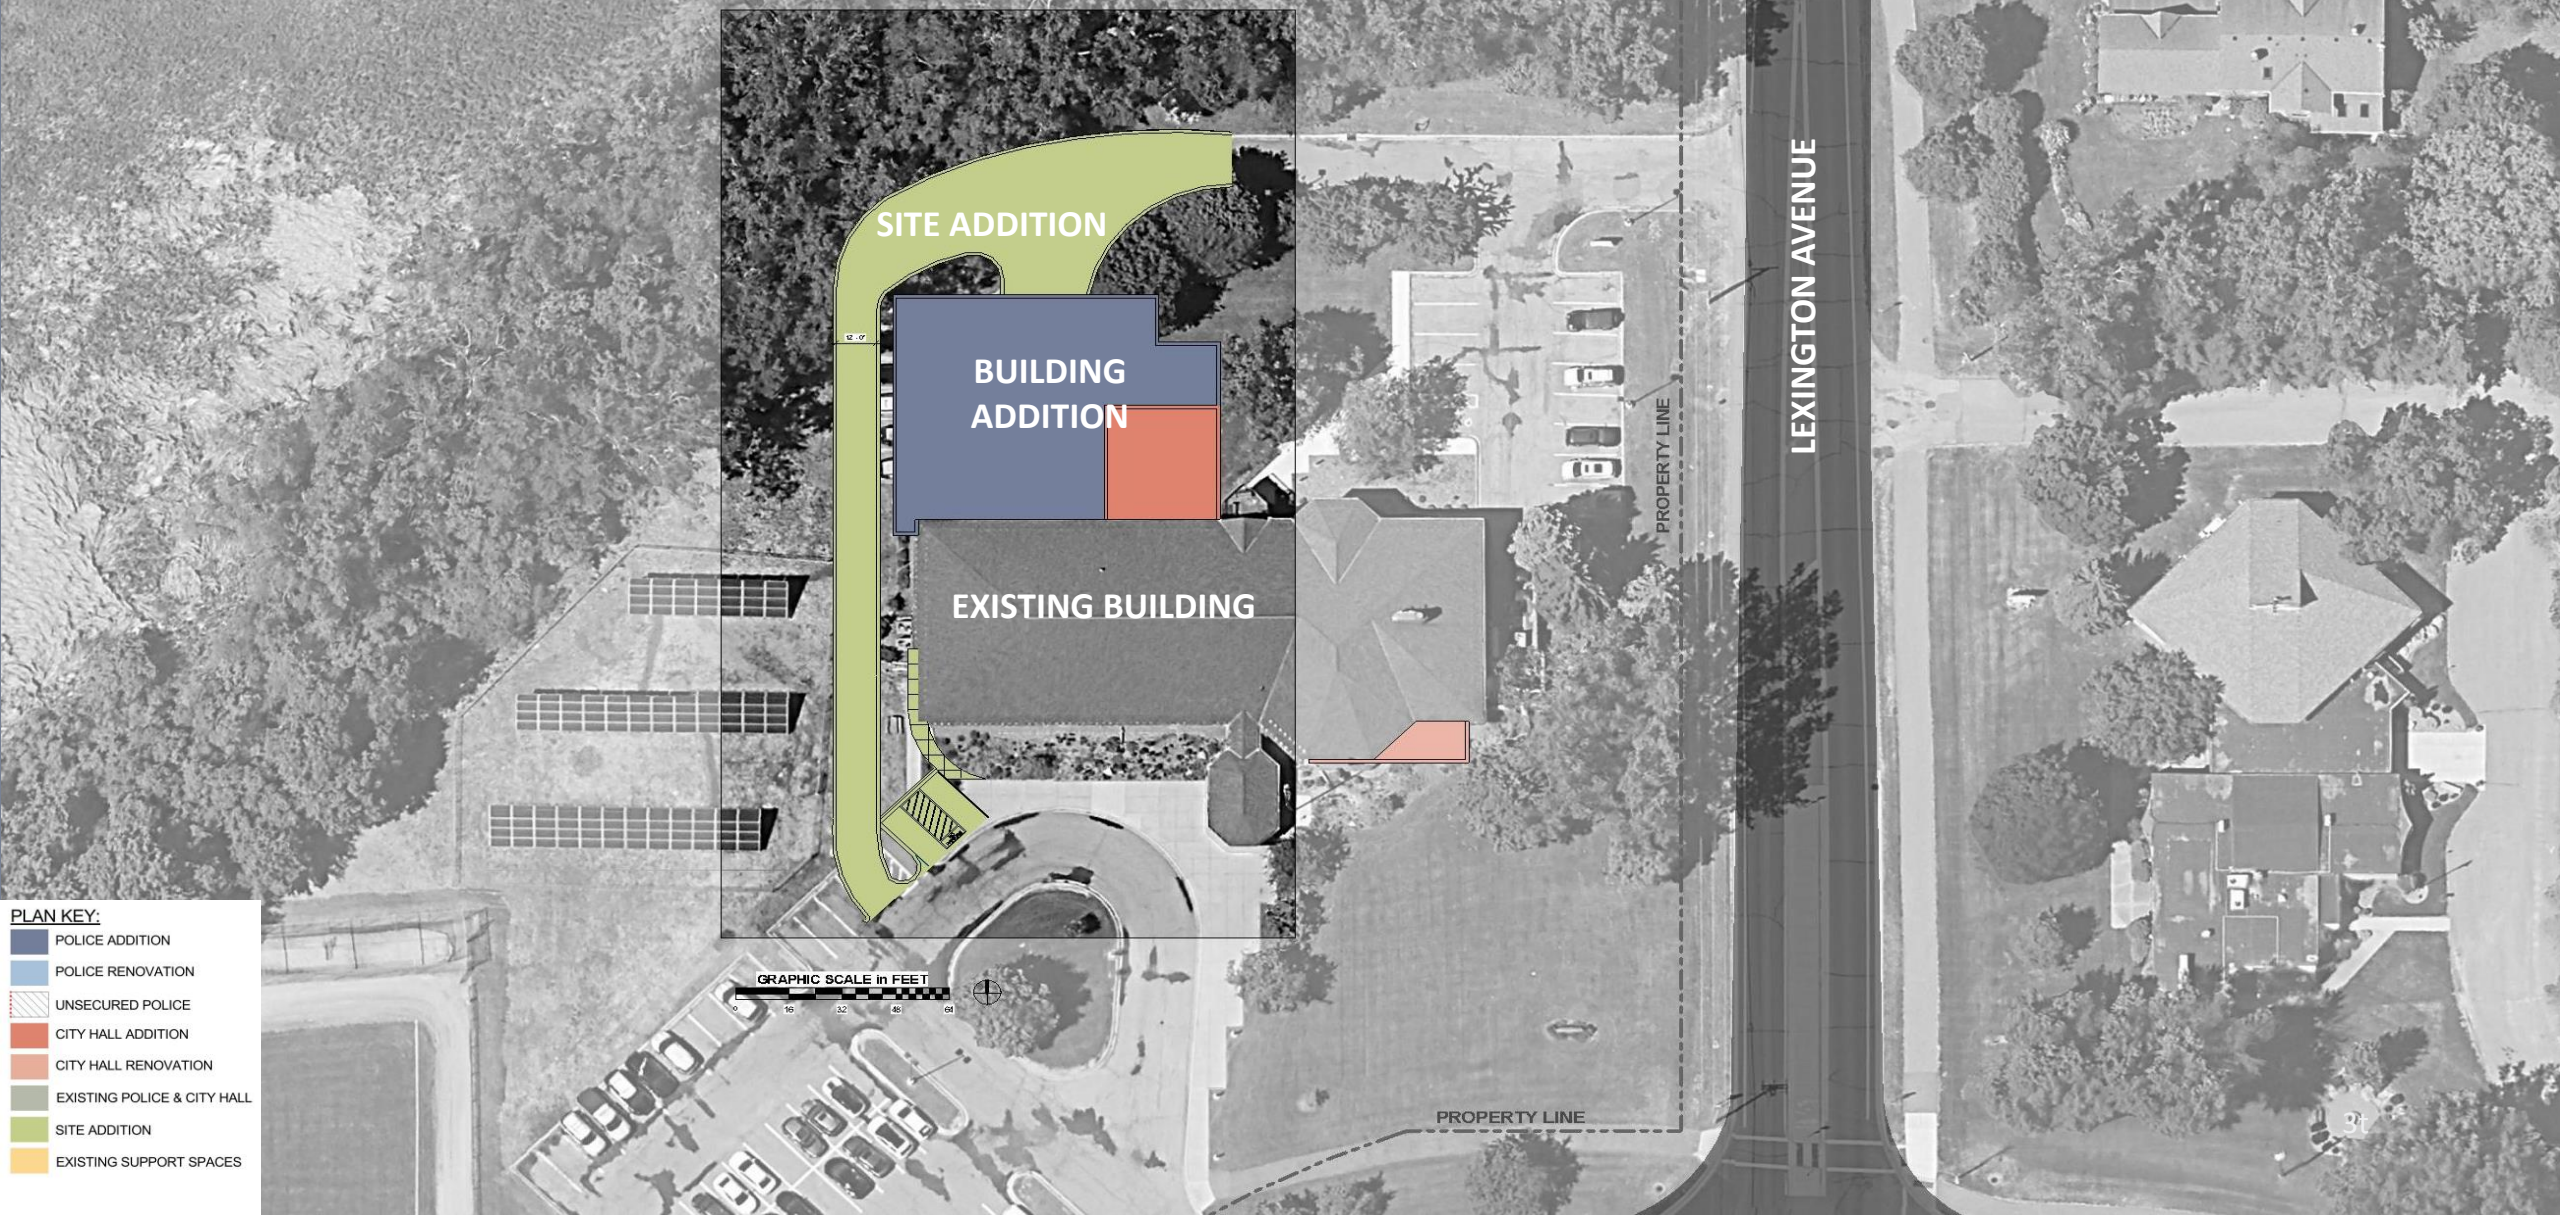 SITE ADDITION
12'-0"
BUILDING
ADDITION
EXISTING BUILDING
LEXINGTON AVENUE
PROPERTY LINE
PROPERTY LINE
GRAPHIC SCALE in FEET
0 16 32 48 64
PLAN KEY:
POLICE ADDITION
POLICE RENOVATION
UNSECURED POLICE
CITY HALL ADDITION
CITY HALL RENOVATION
EXISTING POLICE & CITY HALL
SITE ADDITION
EXISTING SUPPORT SPACES